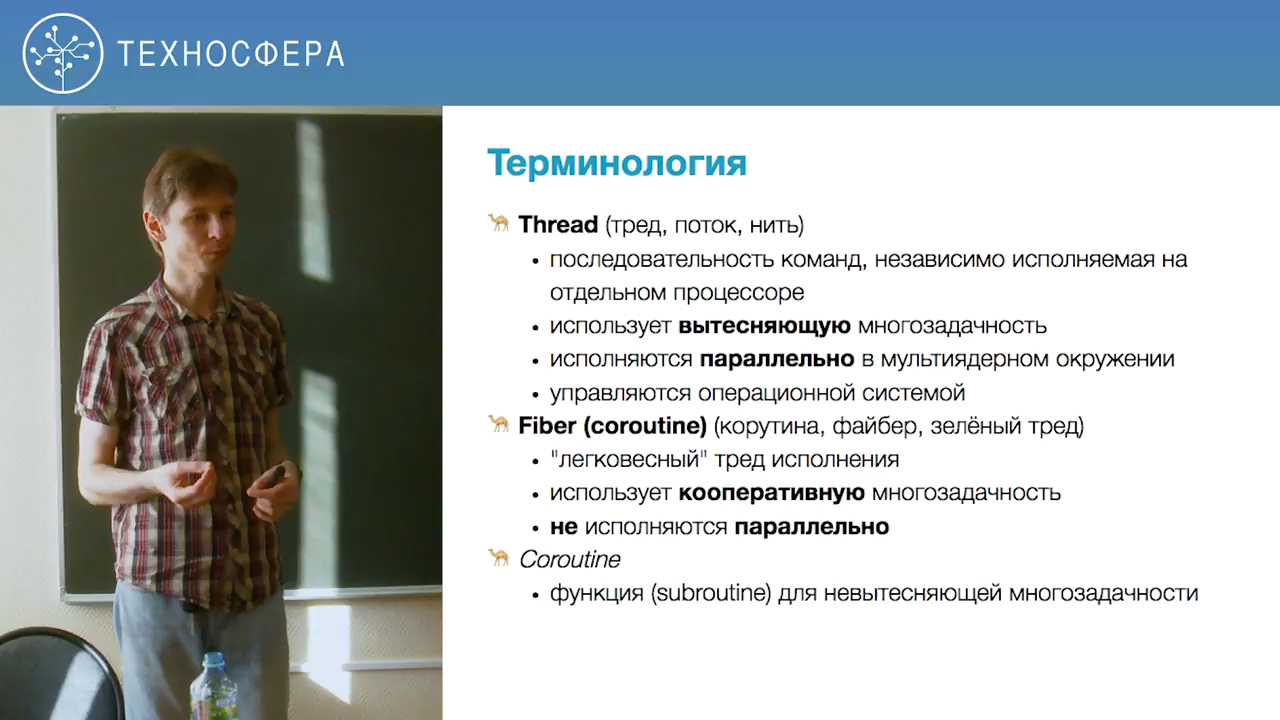 ТЕХНОСФЕРА
Терминология
Thread (тред, поток, нить)
• последовательность команд, независимо исполняемая на
отдельном процессоре
• использует вытесняющую многозадачность
• исполняются параллельно в мультиядерном окружении
• управляются операционной системой
Fiber (coroutine) (корутина, файбер, зелёный тред)
• "легковесный" тред исполнения
• использует кооперативную многозадачность
• не исполняются параллельно
Coroutine
• функция (subroutine) для невытесняющей многозадачности